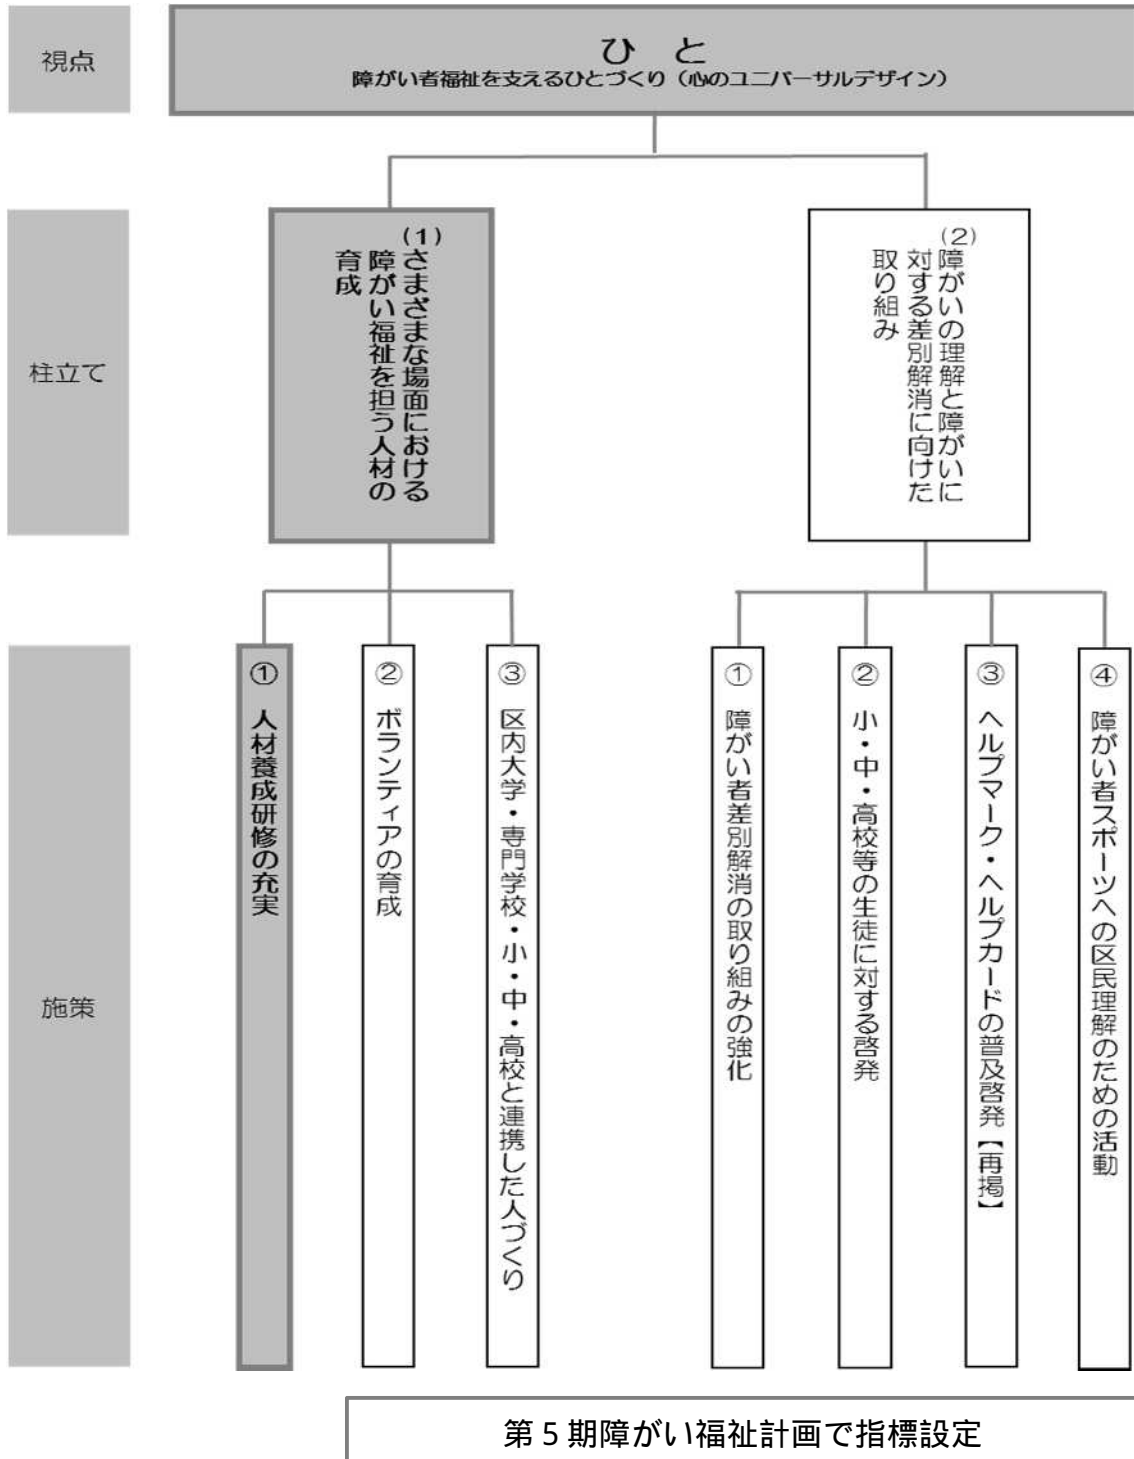 視点
ひ と
障がい者福祉を支えるひとづくり（心のユニバーサルデザイン）
柱立て
(1)
さまざまな場面における
障がい福祉を担う人材の
育成
(2)
障がいの理解と障がいに
対する差別解消に向けた
取り組み
施策
① 人材養成研修の充実
② ボランティアの育成
③ 区内大学・専門学校・小・中・高校と連携した人づくり
① 障がい者差別解消の取り組みの強化
② 小・中・高校等の生徒に対する啓発
③ ヘルプマーク・ヘルプカードの普及啓発【再掲】
④ 障がい者スポーツへの区民理解のための活動
第５期障がい福祉計画で指標設定